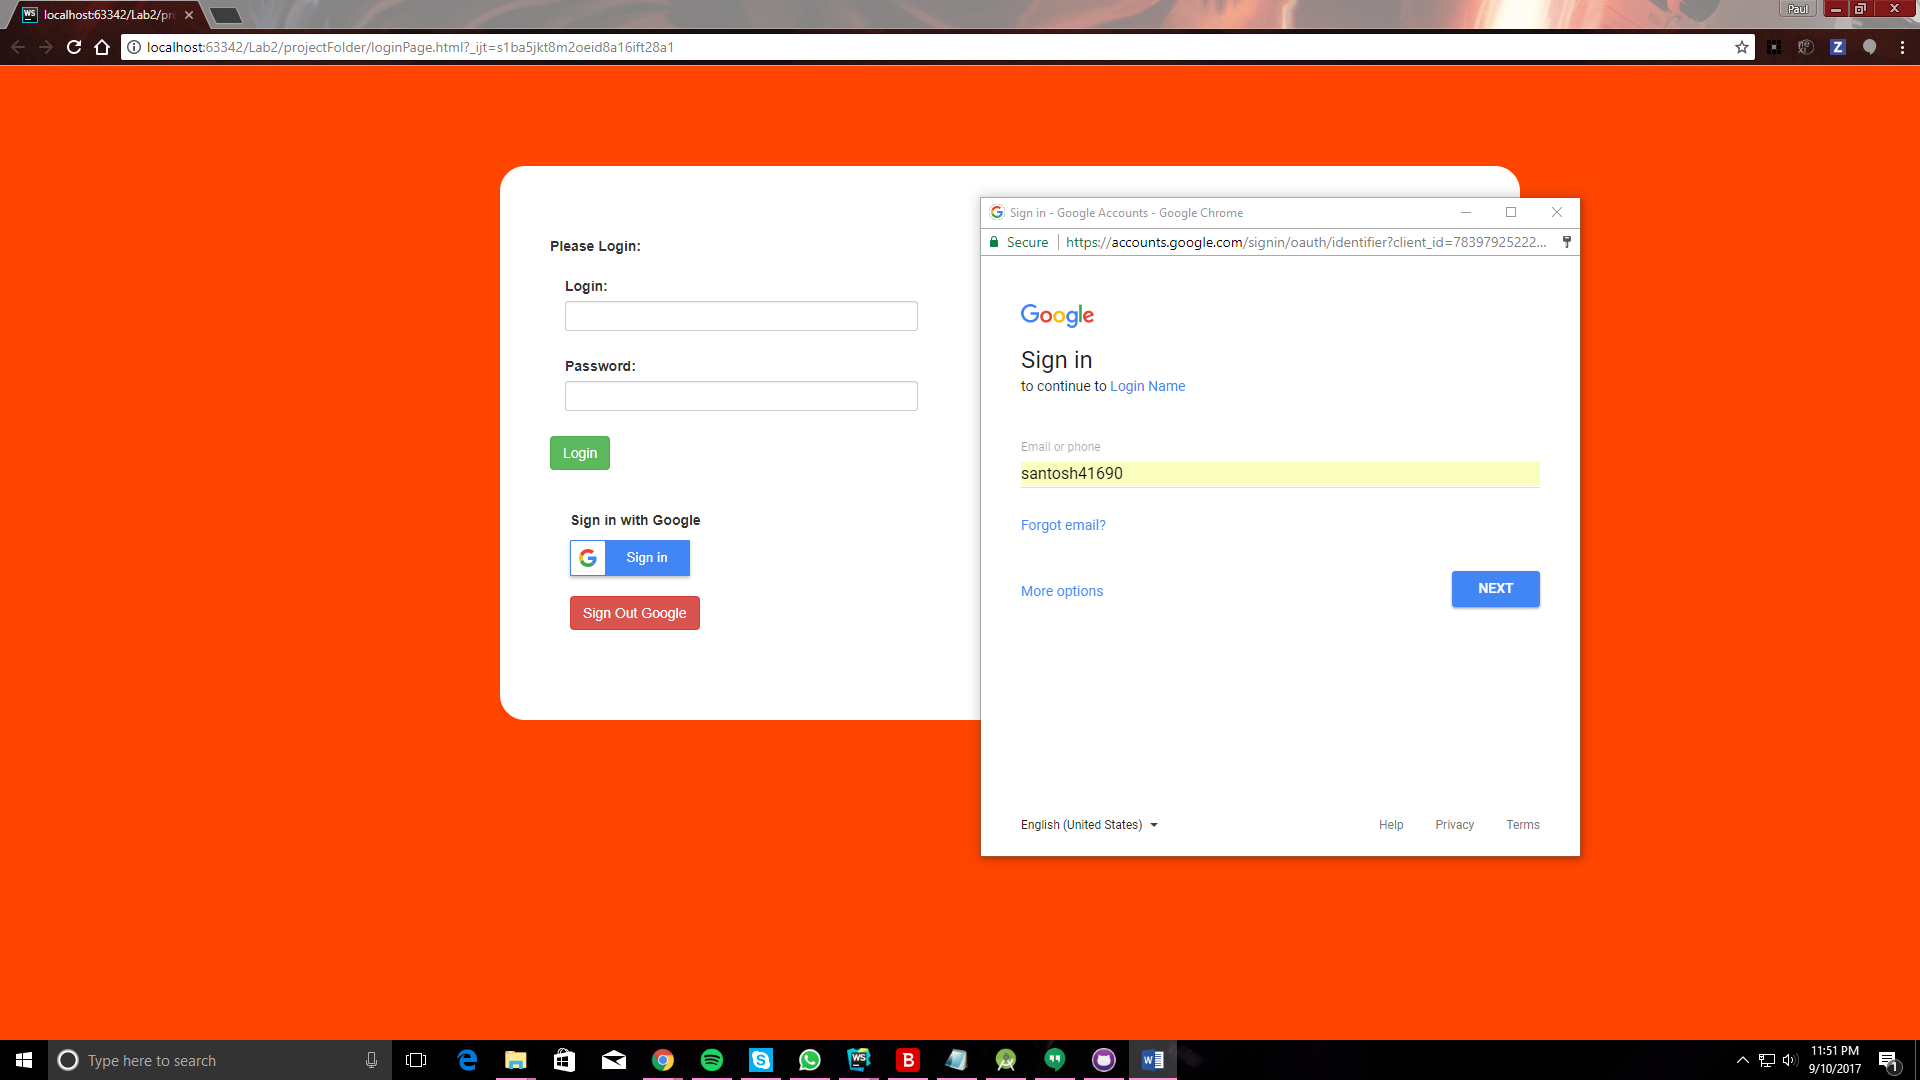 localhost:63342/Lab2/pr
Paul
localhost:63342/Lab2/projectFolder/loginPage.html?_ijt=s1ba5jkt8m2oeid8a16ift28a1
Please Login:
Login:
Password:
Login
Sign in with Google
Sign in
Sign Out Google
Sign in - Google Accounts - Google Chrome
Secure https://accounts.google.com/signin/oauth/identifier?client_id=78397925222...
Google
Sign in
to continue to Login Name
Email or phone
santosh41690
Forgot email?
More options
NEXT
English (United States)
Help Privacy Terms
Type here to search
11:51 PM
9/10/2017
1